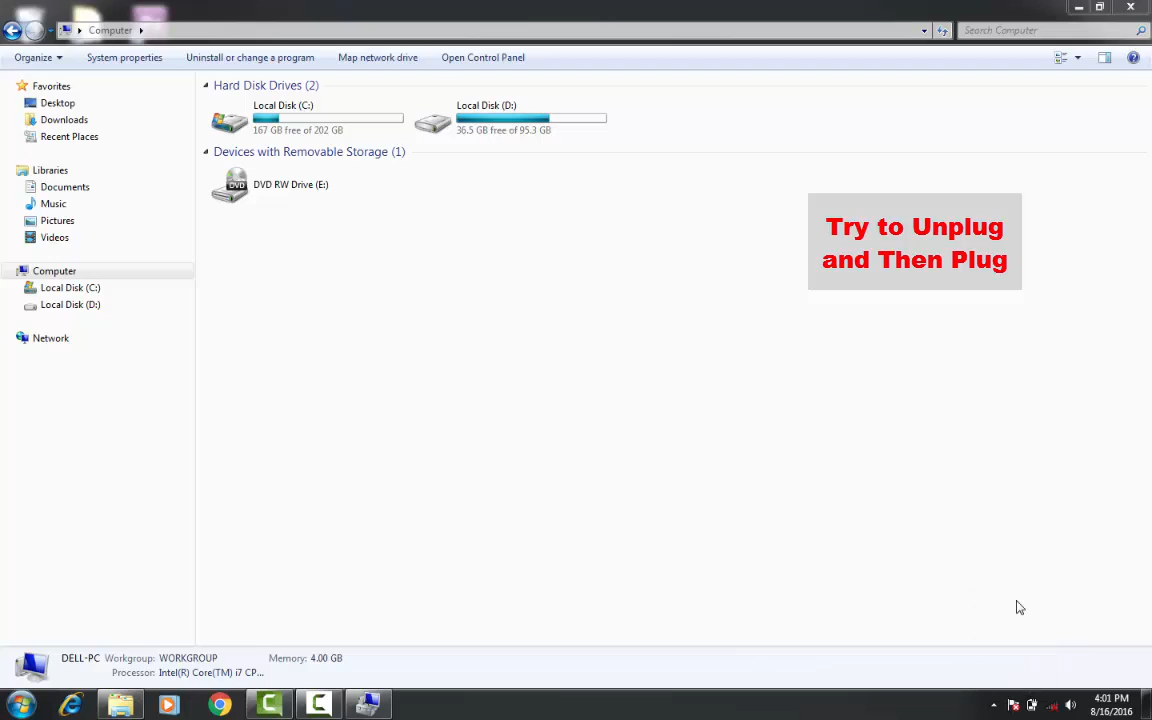 Computer
Search Computer
Organize
System properties
Uninstall or change a program
Map network drive
Open Control Panel
Favorites
Desktop
Downloads
Recent Places
Libraries
Documents
Music
Pictures
Videos
Computer
Local Disk (C:)
Local Disk (D:)
Network
Hard Disk Drives (2)
Local Disk (C:)
167 GB free of 202 GB
Local Disk (D:)
36.5 GB free of 95.3 GB
Devices with Removable Storage (1)
DVD
DVD RW Drive (E:)
Try to Unplug
and Then Plug
DELL-PC Workgroup: WORKGROUP Memory: 4.00 GB
Processor: Intel(R) Core(TM) i7 CP...
4:01 PM
8/16/2016